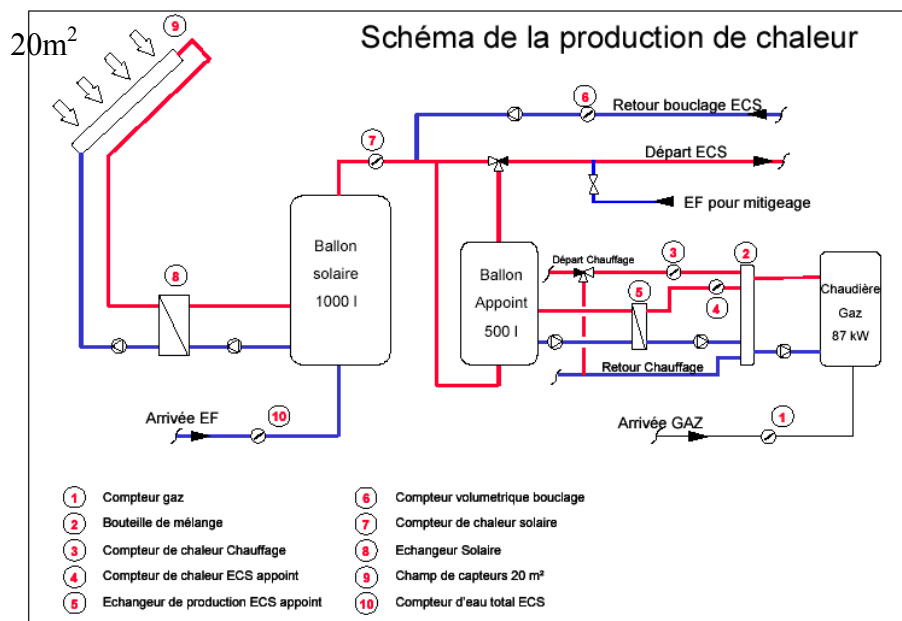 20m²
9
Schéma de la production de chaleur
6
Retour bouclage ECS
7
Départ ECS
EF pour mitigeage
Ballon
solaire
1000 l
8
Ballon
Appoint
500 l
Départ Chauffage
3
2
5
4
Chaudière
Gaz
87 kW
Retour Chauffage
Arrivée EF
10
Arrivée GAZ
1
1 Compteur gaz
2 Bouteille de mélange
3 Compteur de chaleur Chauffage
4 Compteur de chaleur ECS appoint
5 Echangeur de production ECS appoint
6 Compteur volumetrique bouclage
7 Compteur de chaleur solaire
8 Echangeur Solaire
9 Champ de capteurs 20 m²
10 Compteur d'eau total ECS